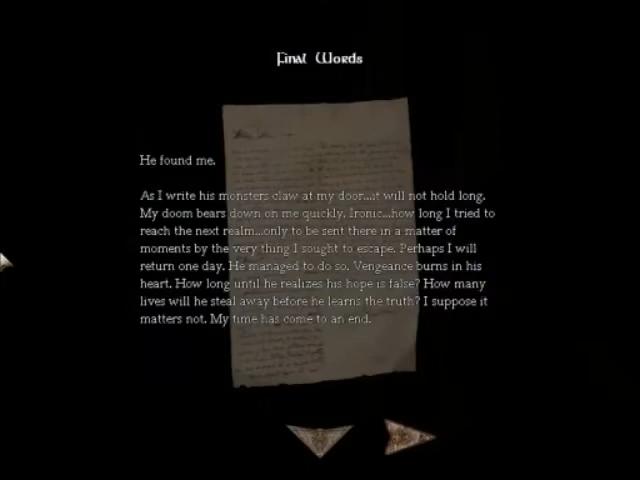 Final Words
He found me.
As I write his monsters claw at my door...it will not hold long.
My doom bears down on me quickly. Ironic...how long I tried to
reach the next realm...only to be sent there in a matter of
moments by the very thing I sought to escape. Perhaps I will
return one day. He managed to do so. Vengeance burns in his
heart. How long until he realizes his hope is false? How many
lives will he steal away before he learns the truth? I suppose it
matters not. My time has come to an end.